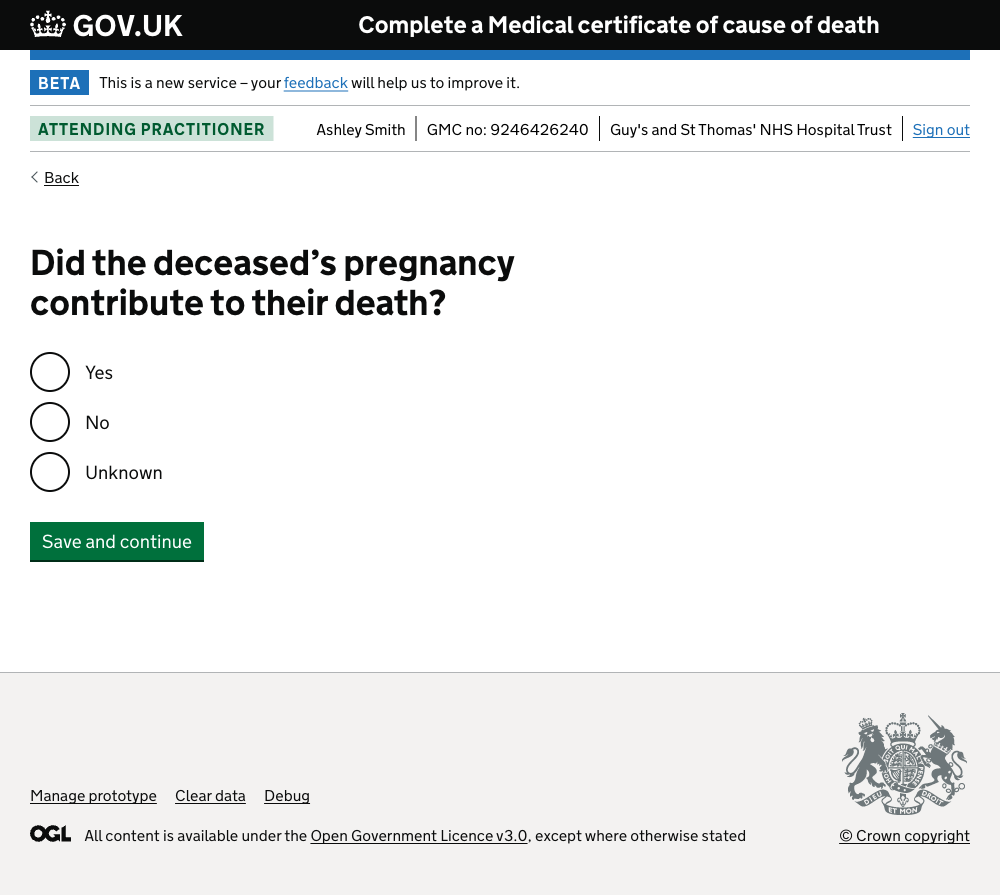 GOV.UK
Complete a Medical certificate of cause of death
BETA This is a new service – your feedback will help us to improve it.
ATTENDING PRACTITIONER Ashley Smith GMC no: 9246426240 Guy's and St Thomas' NHS Hospital Trust Sign out
Back
Did the deceased’s pregnancy
contribute to their death?
Yes
No
Unknown
Save and continue
Manage prototype Clear data Debug
DIEU ET MON DROIT
OGL All content is available under the Open Government Licence v3.0, except where otherwise stated
© Crown copyright